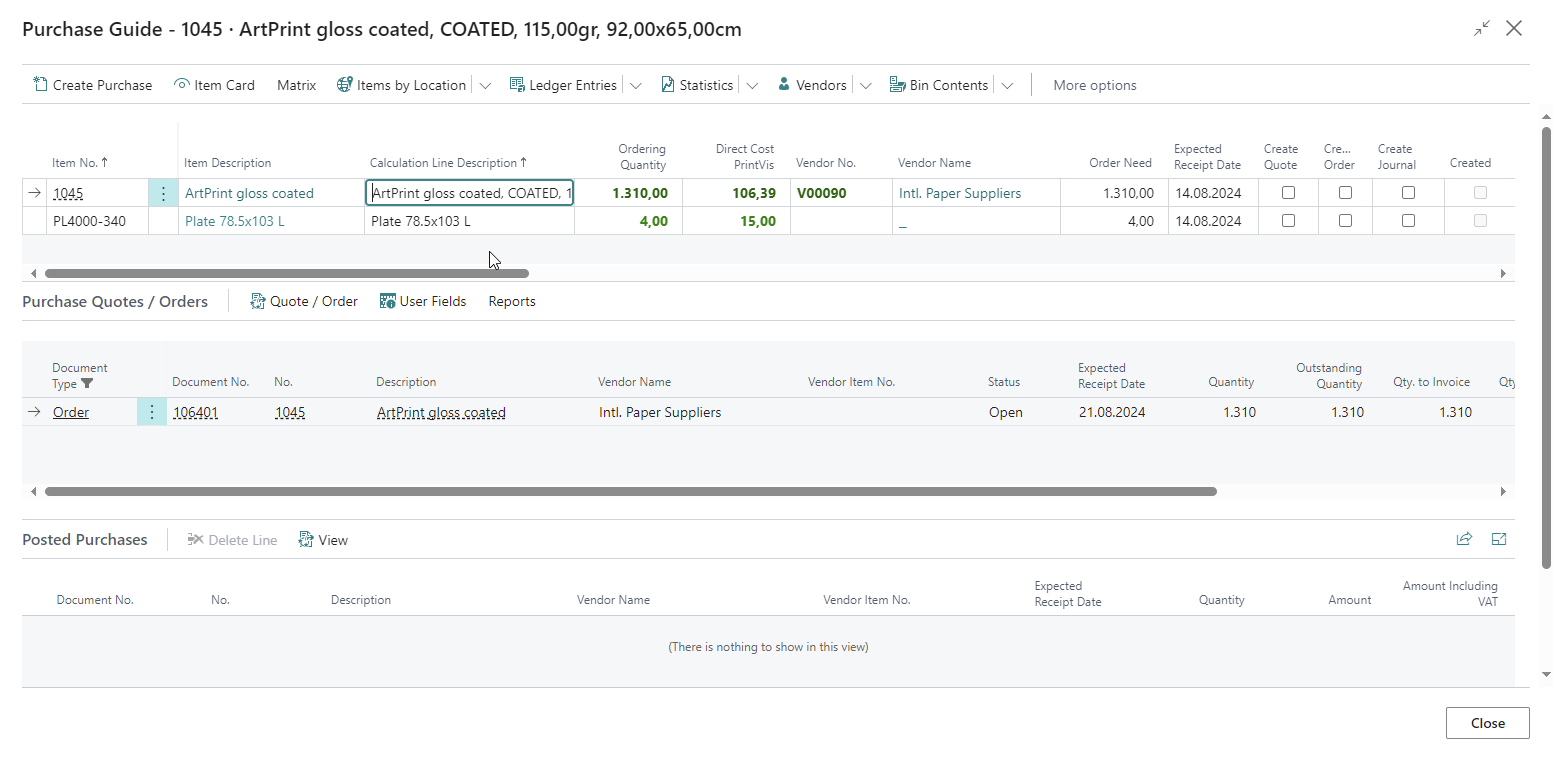 Purchase Guide - 1045 · ArtPrint gloss coated, COATED, 115,00gr, 92,00x65,00cm
Create Purchase Item Card Matrix Items by Location Ledger Entries Statistics Vendors Bin Contents More options
Item No. ↑ Item Description Calculation Line Description ↑ Ordering Quantity Direct Cost PrintVis Vendor No. Vendor Name Order Need Expected Receipt Date Create Quote Cre... Order Create Journal Created
1045 ArtPrint gloss coated ArtPrint gloss coated, COATED, 1 1.310,00 106,39 V00090 Intl. Paper Suppliers 1.310,00 14.08.2024
PL4000-340 Plate 78.5x103 L Plate 78.5x103 L 4,00 15,00 _ 4,00 14.08.2024
Purchase Quotes / Orders Quote / Order User Fields Reports
Document Type Document No. No. Description Vendor Name Vendor Item No. Status Expected Receipt Date Quantity Outstanding Quantity Qty. to Invoice Qty
Order 106401 1045 ArtPrint gloss coated Intl. Paper Suppliers Open 21.08.2024 1.310 1.310 1.310
Posted Purchases Delete Line View
Document No. No. Description Vendor Name Vendor Item No. Expected Receipt Date Quantity Amount Amount Including VAT
(There is nothing to show in this view)
Close